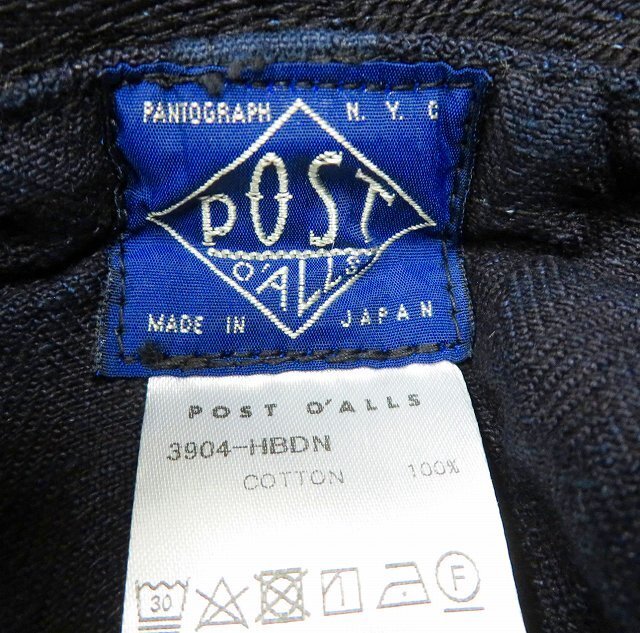 PANTOGRAPH N. Y. C
POST
O'ALLS
MADE IN JAPAN
POST O'ALLS
3904-HBDN
COTTON 100%
30
F